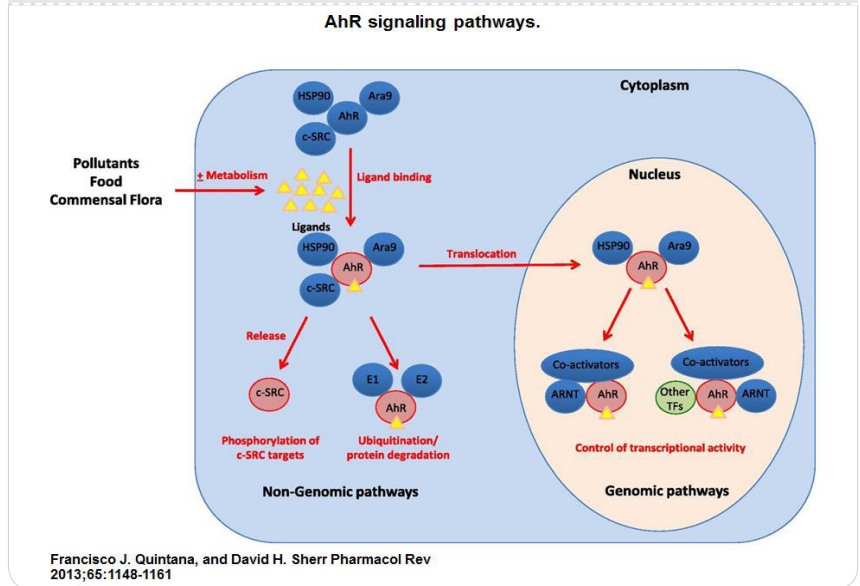 AhR signaling pathways.
Cytoplasm
HSP90
Ara9
AhR
c-SRC
Pollutants
Food
Commensal Flora
± Metabolism
Ligand binding
Ligands
HSP90
Ara9
AhR
c-SRC
Translocation
Nucleus
HSP90
Ara9
AhR
Release
c-SRC
E1
E2
AhR
Phosphorylation of
c-SRC targets
Ubiquitination/
protein degradation
Non-Genomic pathways
Co-activators
ARNT
AhR
Co-activators
Other
TFs
AhR
ARNT
Control of transcriptional activity
Genomic pathways
Francisco J. Quintana, and David H. Sherr Pharmacol Rev
2013;65:1148-1161